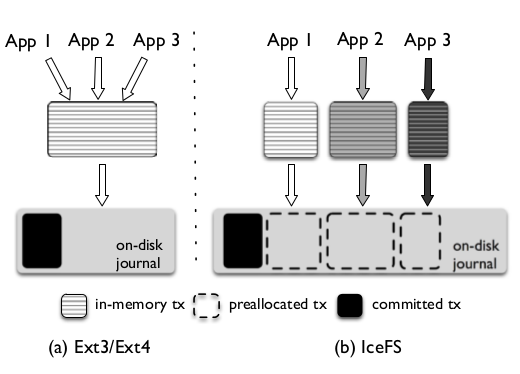 App 1 App 2 App 3
App 1 App 2 App 3
on-disk
journal
on-disk
journal
in-memory tx preallocated tx committed tx
(a) Ext3/Ext4 (b) IceFS